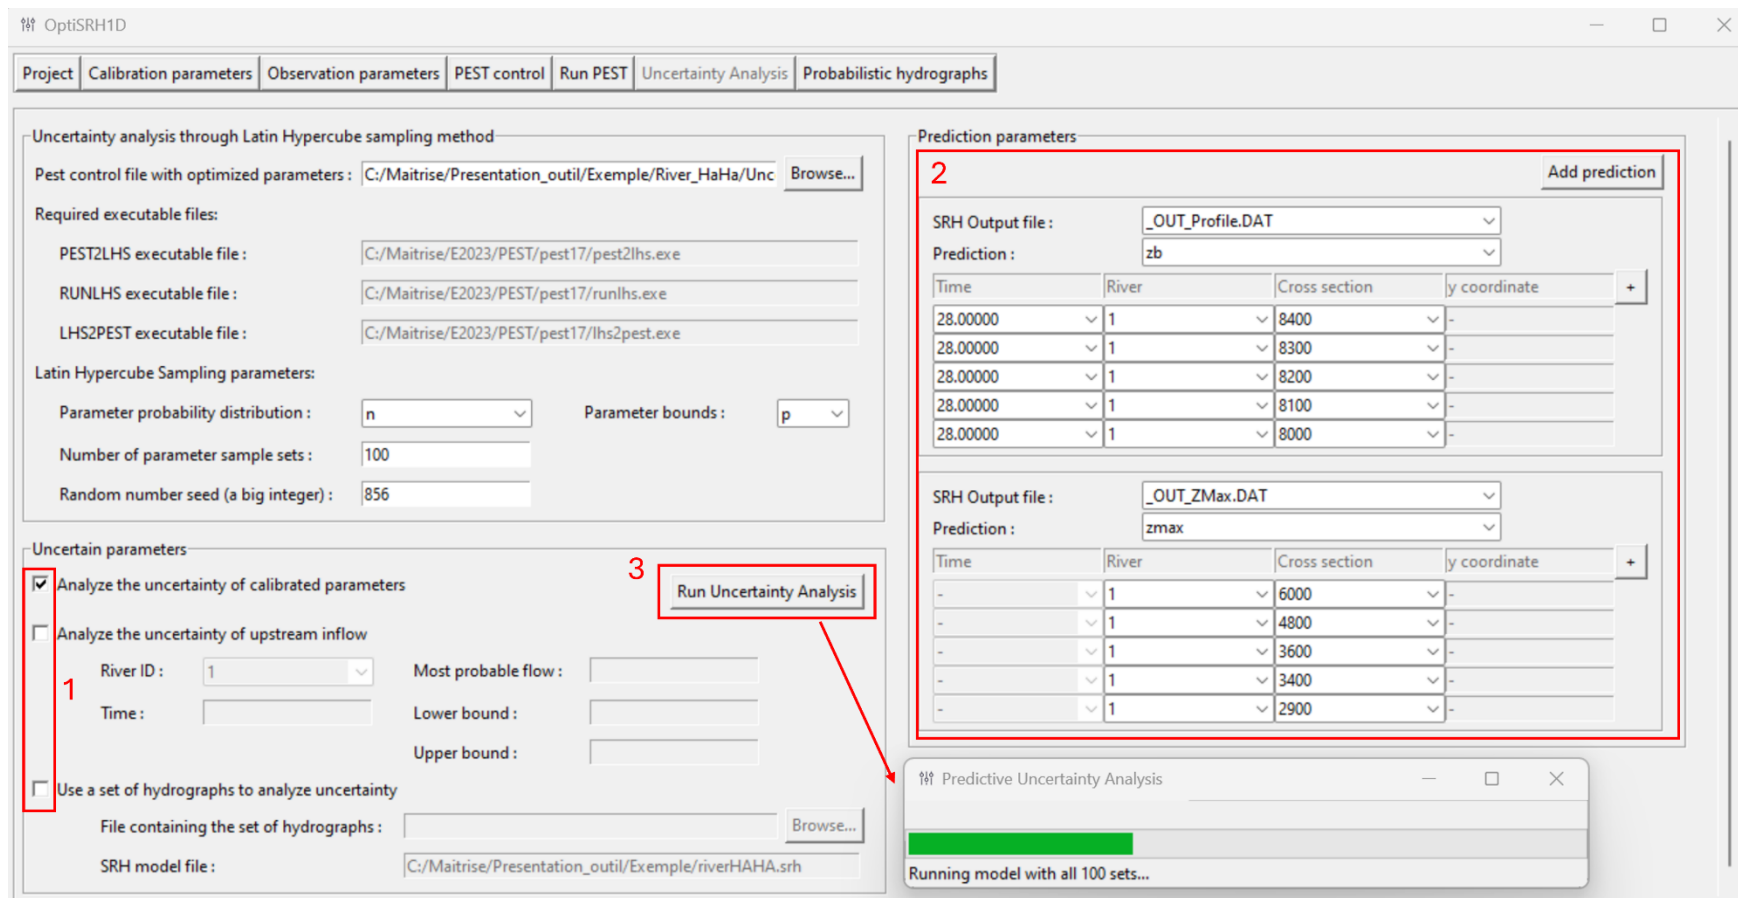 OptiSRH1D
Project Calibration parameters Observation parameters PEST control Run PEST Uncertainty Analysis Probabilistic hydrographs
Uncertainty analysis through Latin Hypercube sampling method
Pest control file with optimized parameters : C:/Maitrise/Presentation_outil/Exemple/River_HaHa/Unc Browse...
Required executable files:
PEST2LHS executable file : C:/Maitrise/E2023/PEST/pest17/pest2lhs.exe
RUNLHS executable file : C:/Maitrise/E2023/PEST/pest17/runlhs.exe
LHS2PEST executable file : C:/Maitrise/E2023/PEST/pest17/lhs2pest.exe
Latin Hypercube Sampling parameters:
Parameter probability distribution : n Parameter bounds : p
Number of parameter sample sets : 100
Random number seed (a big integer) : 856
Uncertain parameters
Analyze the uncertainty of calibrated parameters
3
Run Uncertainty Analysis
Analyze the uncertainty of upstream inflow
River ID : 1 Most probable flow :
1
Time : Lower bound :
Upper bound :
Use a set of hydrographs to analyze uncertainty
File containing the set of hydrographs : Browse...
SRH model file : C:/Maitrise/Presentation_outil/Exemple/riverHAHA.srh
Prediction parameters
2
Add prediction
SRH Output file : _OUT_Profile.DAT
Prediction : zb
Time River Cross section y coordinate +
28.00000 1 8400 -
28.00000 1 8300 -
28.00000 1 8200 -
28.00000 1 8100 -
28.00000 1 8000 -
SRH Output file : _OUT_ZMax.DAT
Prediction : zmax
Time River Cross section y coordinate +
- 1 6000 -
- 1 4800 -
- 1 3600 -
- 1 3400 -
- 1 2900 -
Predictive Uncertainty Analysis
Running model with all 100 sets...